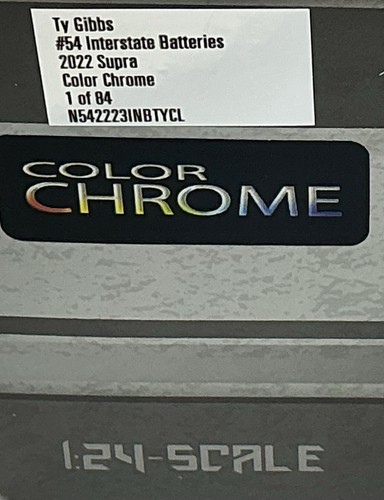 Ty Gibbs
#54 Interstate Batteries
2022 Supra
Color Chrome
1 of 84
N542223INBTYCL
COLOR
CHROME
1:24-SCALE